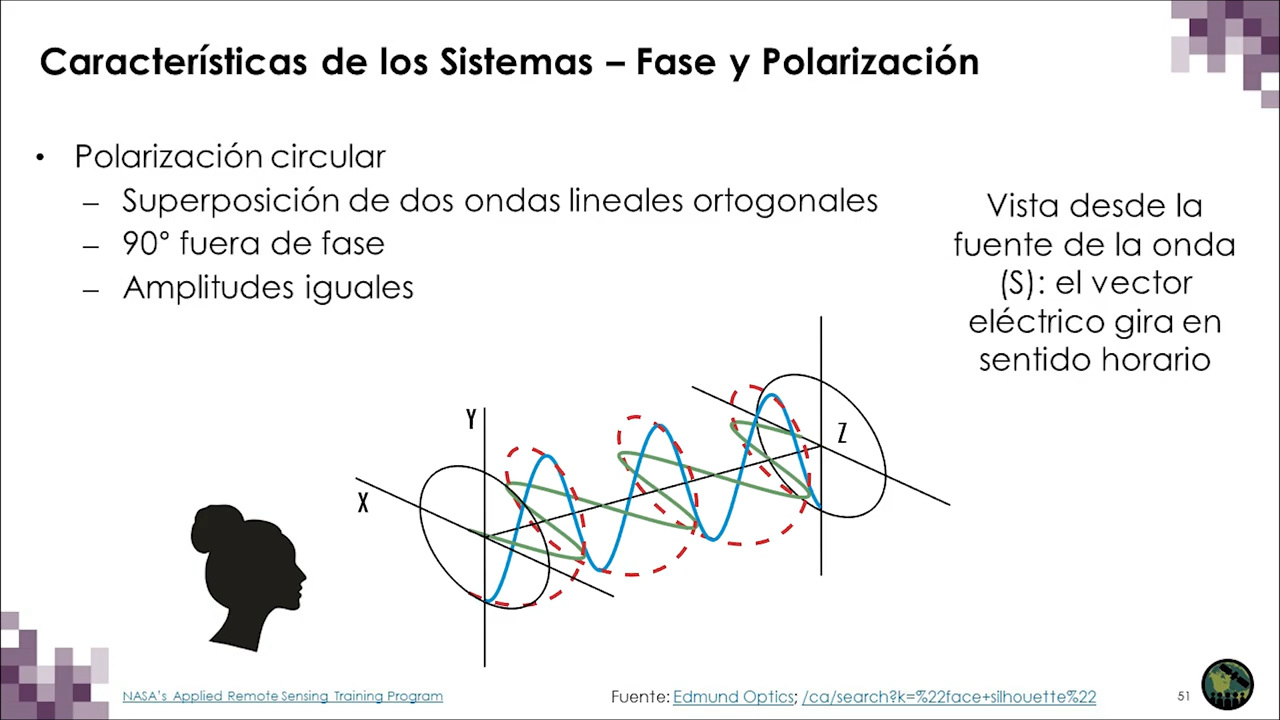 Características de los Sistemas – Fase y Polarización
• Polarización circular
– Superposición de dos ondas lineales ortogonales
– 90° fuera de fase
– Amplitudes iguales
Vista desde la
fuente de la onda
(S): el vector
eléctrico gira en
sentido horario
Y
X
Z
NASA's Applied Remote Sensing Training Program
Fuente: Edmund Optics; /ca/search?k=%22face+silhouette%22
51